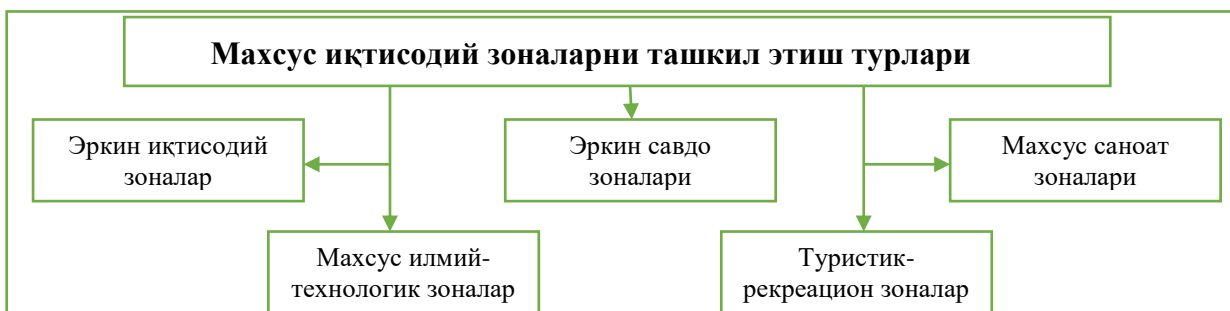 Махсус иқтисодий зоналарни ташкил этиш турлари
Эркин иқтисодий
зоналар
Эркин савдо
зоналари
Махсус саноат
зоналари
Махсус илмий-
технологик зоналар
Туристик-
рекреацион зоналар